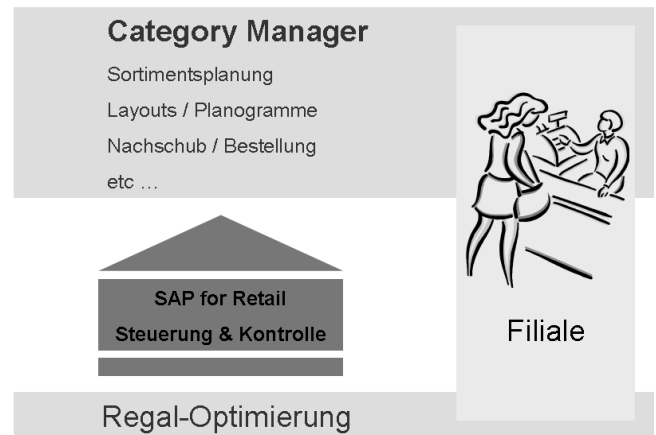 Category Manager
Sortimentsplanung
Layouts / Planogramme
Nachschub / Bestellung
etc …
SAP for Retail
Steuerung & Kontrolle
Filiale
Regal-Optimierung